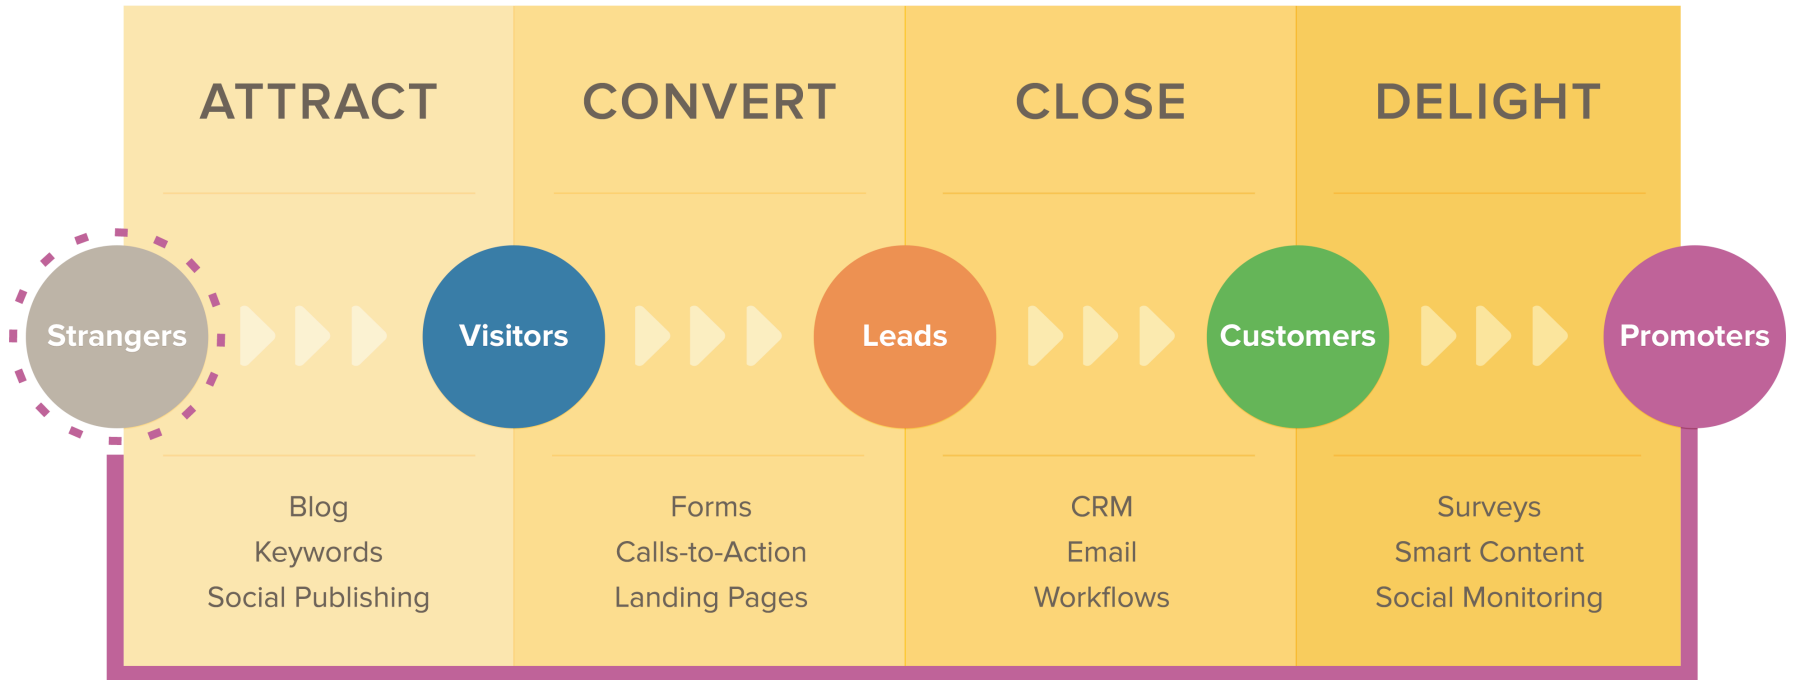 ATTRACT
CONVERT
CLOSE
DELIGHT
Strangers
Visitors
Leads
Customers
Promoters
Blog
Keywords
Social Publishing
Forms
Calls-to-Action
Landing Pages
CRM
Email
Workflows
Surveys
Smart Content
Social Monitoring